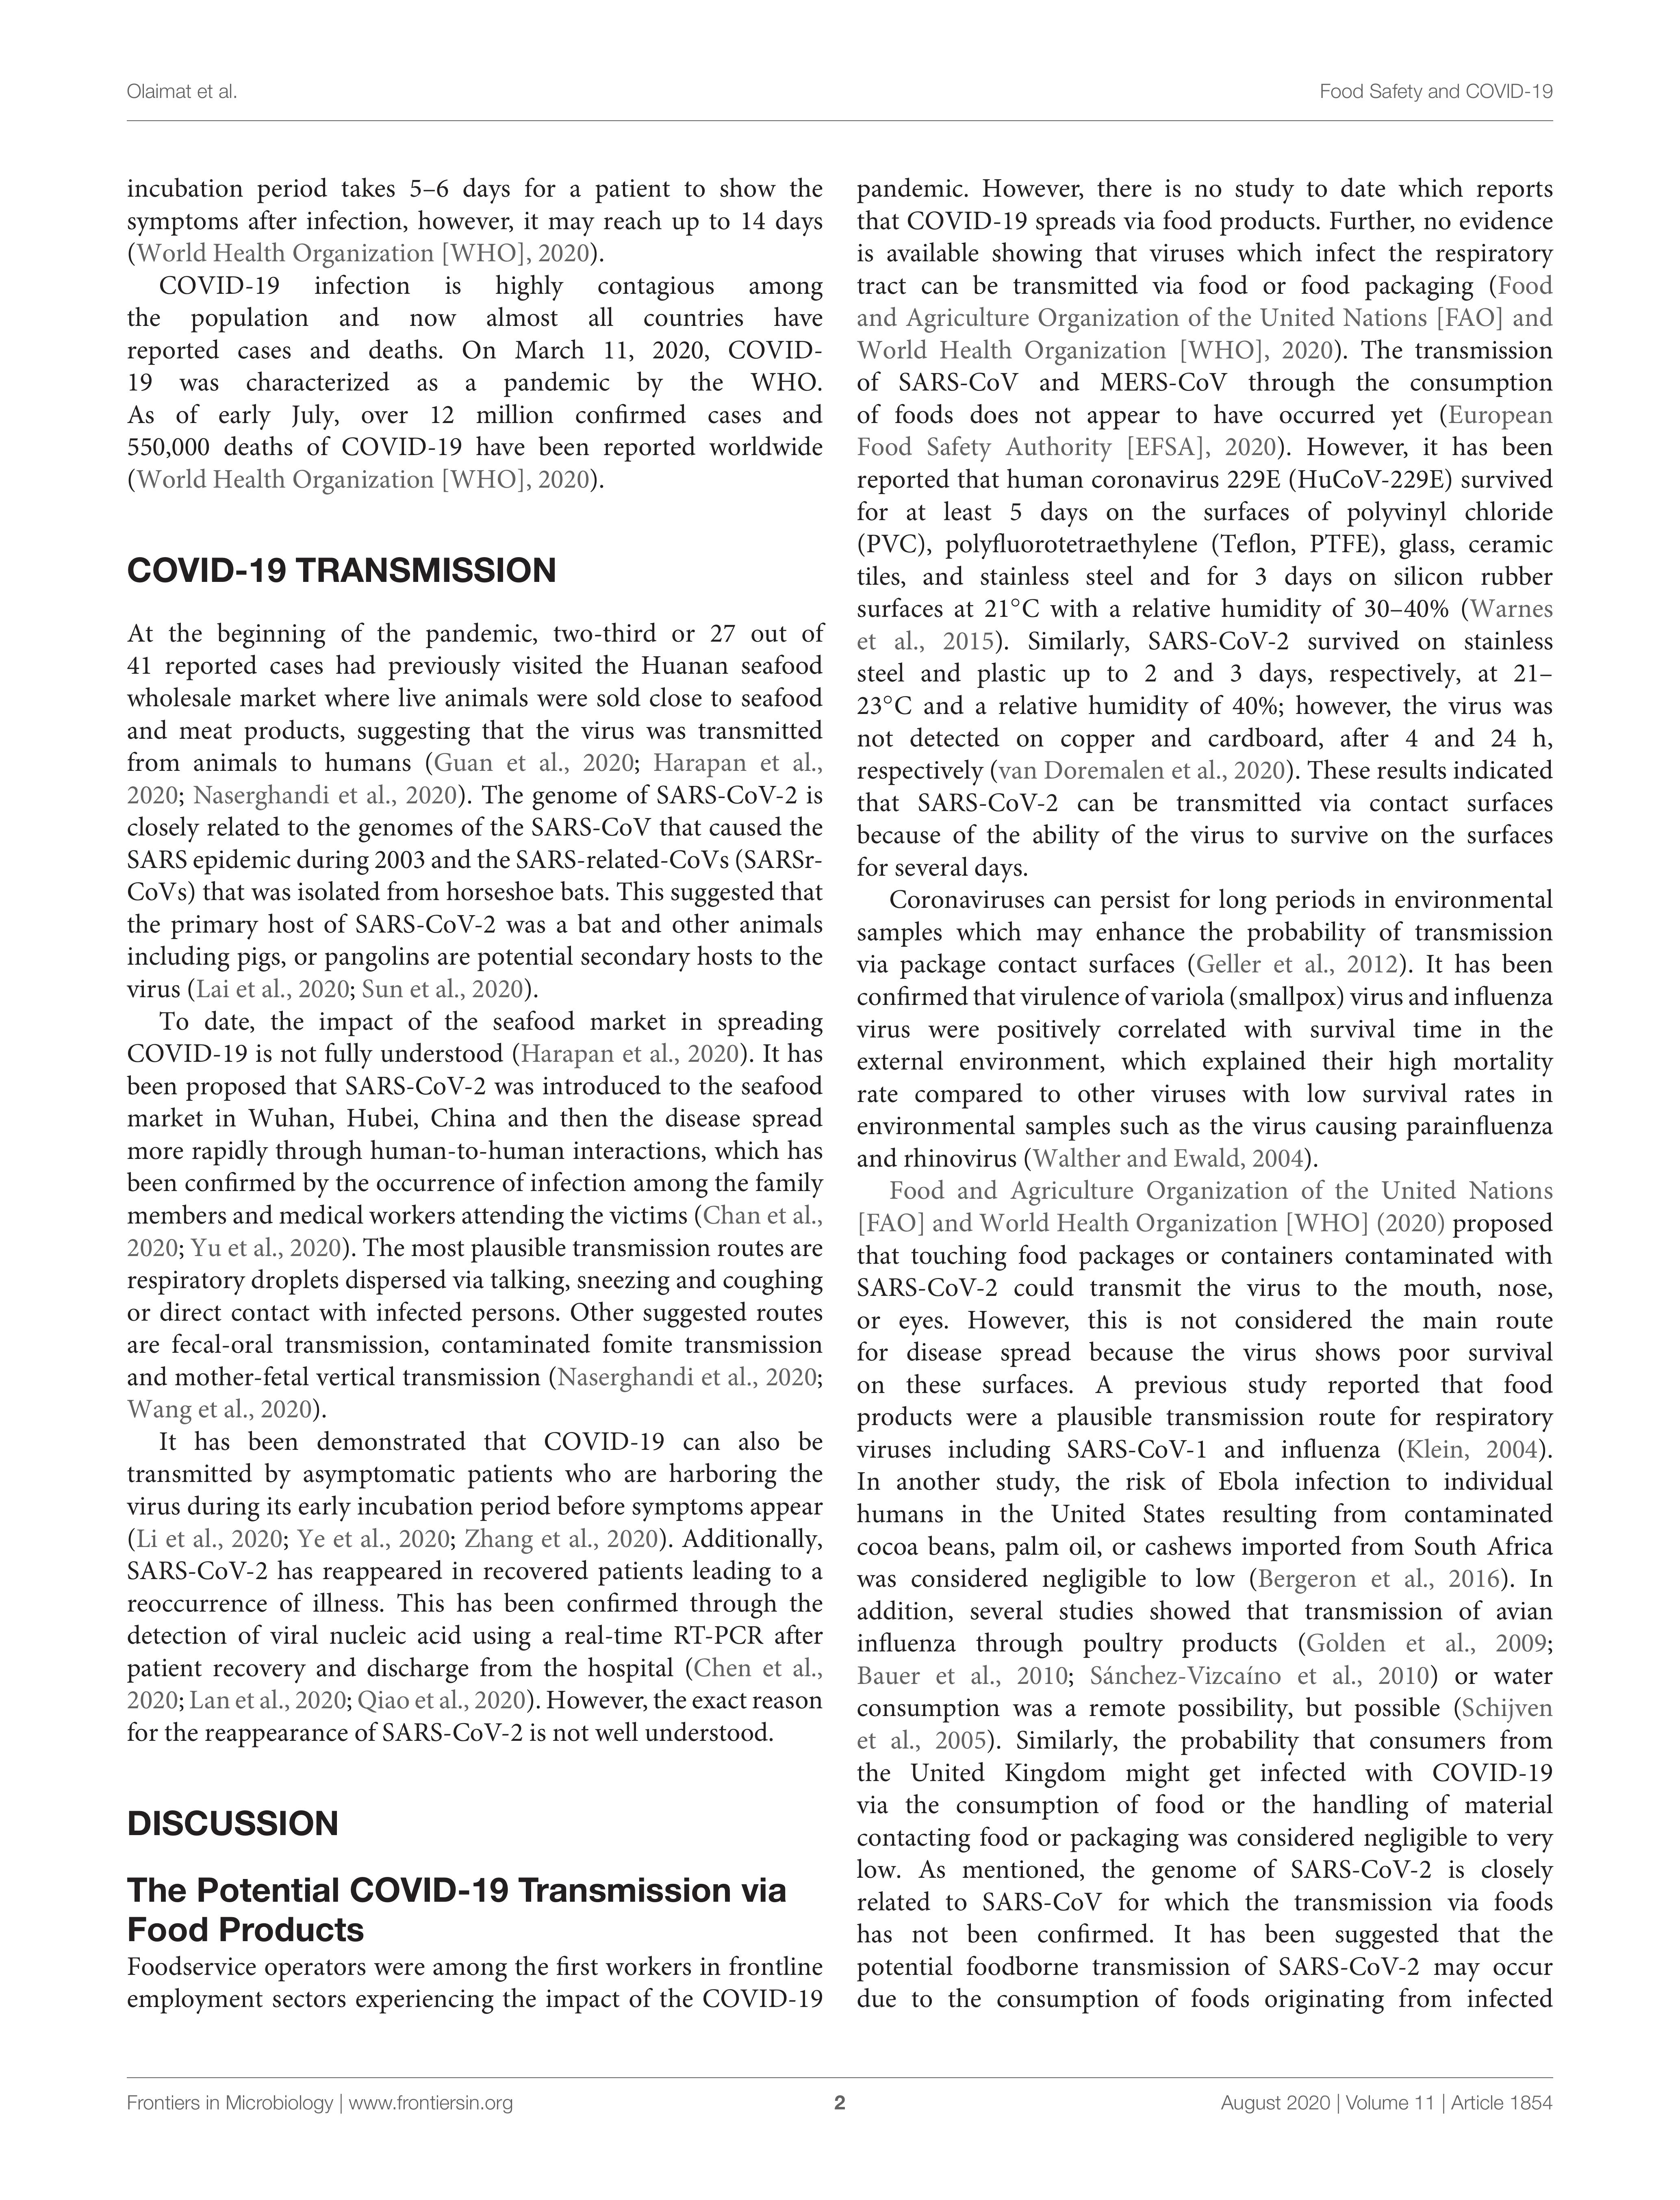 Olaimat et al.
Food Safety and COVID-19
incubation period takes 5–6 days for a patient to show the
symptoms after infection, however, it may reach up to 14 days
(World Health Organization [WHO], 2020).
COVID-19 infection is highly contagious among
the population and now almost all countries have
reported cases and deaths. On March 11, 2020, COVID-
19 was characterized as a pandemic by the WHO.
As of early July, over 12 million confirmed cases and
550,000 deaths of COVID-19 have been reported worldwide
(World Health Organization [WHO], 2020).
COVID-19 TRANSMISSION
At the beginning of the pandemic, two-third or 27 out of
41 reported cases had previously visited the Huanan seafood
wholesale market where live animals were sold close to seafood
and meat products, suggesting that the virus was transmitted
from animals to humans (Guan et al., 2020; Harapan et al.,
2020; Naserghandi et al., 2020). The genome of SARS-CoV-2 is
closely related to the genomes of the SARS-CoV that caused the
SARS epidemic during 2003 and the SARS-related-CoVs (SARSr-
CoVs) that was isolated from horseshoe bats. This suggested that
the primary host of SARS-CoV-2 was a bat and other animals
including pigs, or pangolins are potential secondary hosts to the
virus (Lai et al., 2020; Sun et al., 2020).
To date, the impact of the seafood market in spreading
COVID-19 is not fully understood (Harapan et al., 2020). It has
been proposed that SARS-CoV-2 was introduced to the seafood
market in Wuhan, Hubei, China and then the disease spread
more rapidly through human-to-human interactions, which has
been confirmed by the occurrence of infection among the family
members and medical workers attending the victims (Chan et al.,
2020; Yu et al., 2020). The most plausible transmission routes are
respiratory droplets dispersed via talking, sneezing and coughing
or direct contact with infected persons. Other suggested routes
are fecal-oral transmission, contaminated fomite transmission
and mother-fetal vertical transmission (Naserghandi et al., 2020;
Wang et al., 2020).
It has been demonstrated that COVID-19 can also be
transmitted by asymptomatic patients who are harboring the
virus during its early incubation period before symptoms appear
(Li et al., 2020; Ye et al., 2020; Zhang et al., 2020). Additionally,
SARS-CoV-2 has reappeared in recovered patients leading to a
reoccurrence of illness. This has been confirmed through the
detection of viral nucleic acid using a real-time RT-PCR after
patient recovery and discharge from the hospital (Chen et al.,
2020; Lan et al., 2020; Qiao et al., 2020). However, the exact reason
for the reappearance of SARS-CoV-2 is not well understood.
DISCUSSION
The Potential COVID-19 Transmission via
Food Products
Foodservice operators were among the first workers in frontline
employment sectors experiencing the impact of the COVID-19
pandemic. However, there is no study to date which reports
that COVID-19 spreads via food products. Further, no evidence
is available showing that viruses which infect the respiratory
tract can be transmitted via food or food packaging (Food
and Agriculture Organization of the United Nations [FAO] and
World Health Organization [WHO], 2020). The transmission
of SARS-CoV and MERS-CoV through the consumption
of foods does not appear to have occurred yet (European
Food Safety Authority [EFSA], 2020). However, it has been
reported that human coronavirus 229E (HuCoV-229E) survived
for at least 5 days on the surfaces of polyvinyl chloride
(PVC), polyfluorotetraethylene (Teflon, PTFE), glass, ceramic
tiles, and stainless steel and for 3 days on silicon rubber
surfaces at 21°C with a relative humidity of 30–40% (Warnes
et al., 2015). Similarly, SARS-CoV-2 survived on stainless
steel and plastic up to 2 and 3 days, respectively, at 21–
23°C and a relative humidity of 40%; however, the virus was
not detected on copper and cardboard, after 4 and 24 h,
respectively (van Doremalen et al., 2020). These results indicated
that SARS-CoV-2 can be transmitted via contact surfaces
because of the ability of the virus to survive on the surfaces
for several days.
Coronaviruses can persist for long periods in environmental
samples which may enhance the probability of transmission
via package contact surfaces (Geller et al., 2012). It has been
confirmed that virulence of variola (smallpox) virus and influenza
virus were positively correlated with survival time in the
external environment, which explained their high mortality
rate compared to other viruses with low survival rates in
environmental samples such as the virus causing parainfluenza
and rhinovirus (Walther and Ewald, 2004).
Food and Agriculture Organization of the United Nations
[FAO] and World Health Organization [WHO] (2020) proposed
that touching food packages or containers contaminated with
SARS-CoV-2 could transmit the virus to the mouth, nose,
or eyes. However, this is not considered the main route
for disease spread because the virus shows poor survival
on these surfaces. A previous study reported that food
products were a plausible transmission route for respiratory
viruses including SARS-CoV-1 and influenza (Klein, 2004).
In another study, the risk of Ebola infection to individual
humans in the United States resulting from contaminated
cocoa beans, palm oil, or cashews imported from South Africa
was considered negligible to low (Bergeron et al., 2016). In
addition, several studies showed that transmission of avian
influenza through poultry products (Golden et al., 2009;
Bauer et al., 2010; Sánchez-Vizcaíno et al., 2010) or water
consumption was a remote possibility, but possible (Schijven
et al., 2005). Similarly, the probability that consumers from
the United Kingdom might get infected with COVID-19
via the consumption of food or the handling of material
contacting food or packaging was considered negligible to very
low. As mentioned, the genome of SARS-CoV-2 is closely
related to SARS-CoV for which the transmission via foods
has not been confirmed. It has been suggested that the
potential foodborne transmission of SARS-CoV-2 may occur
due to the consumption of foods originating from infected
Frontiers in Microbiology | www.frontiersin.org
2
August 2020 | Volume 11 | Article 1854